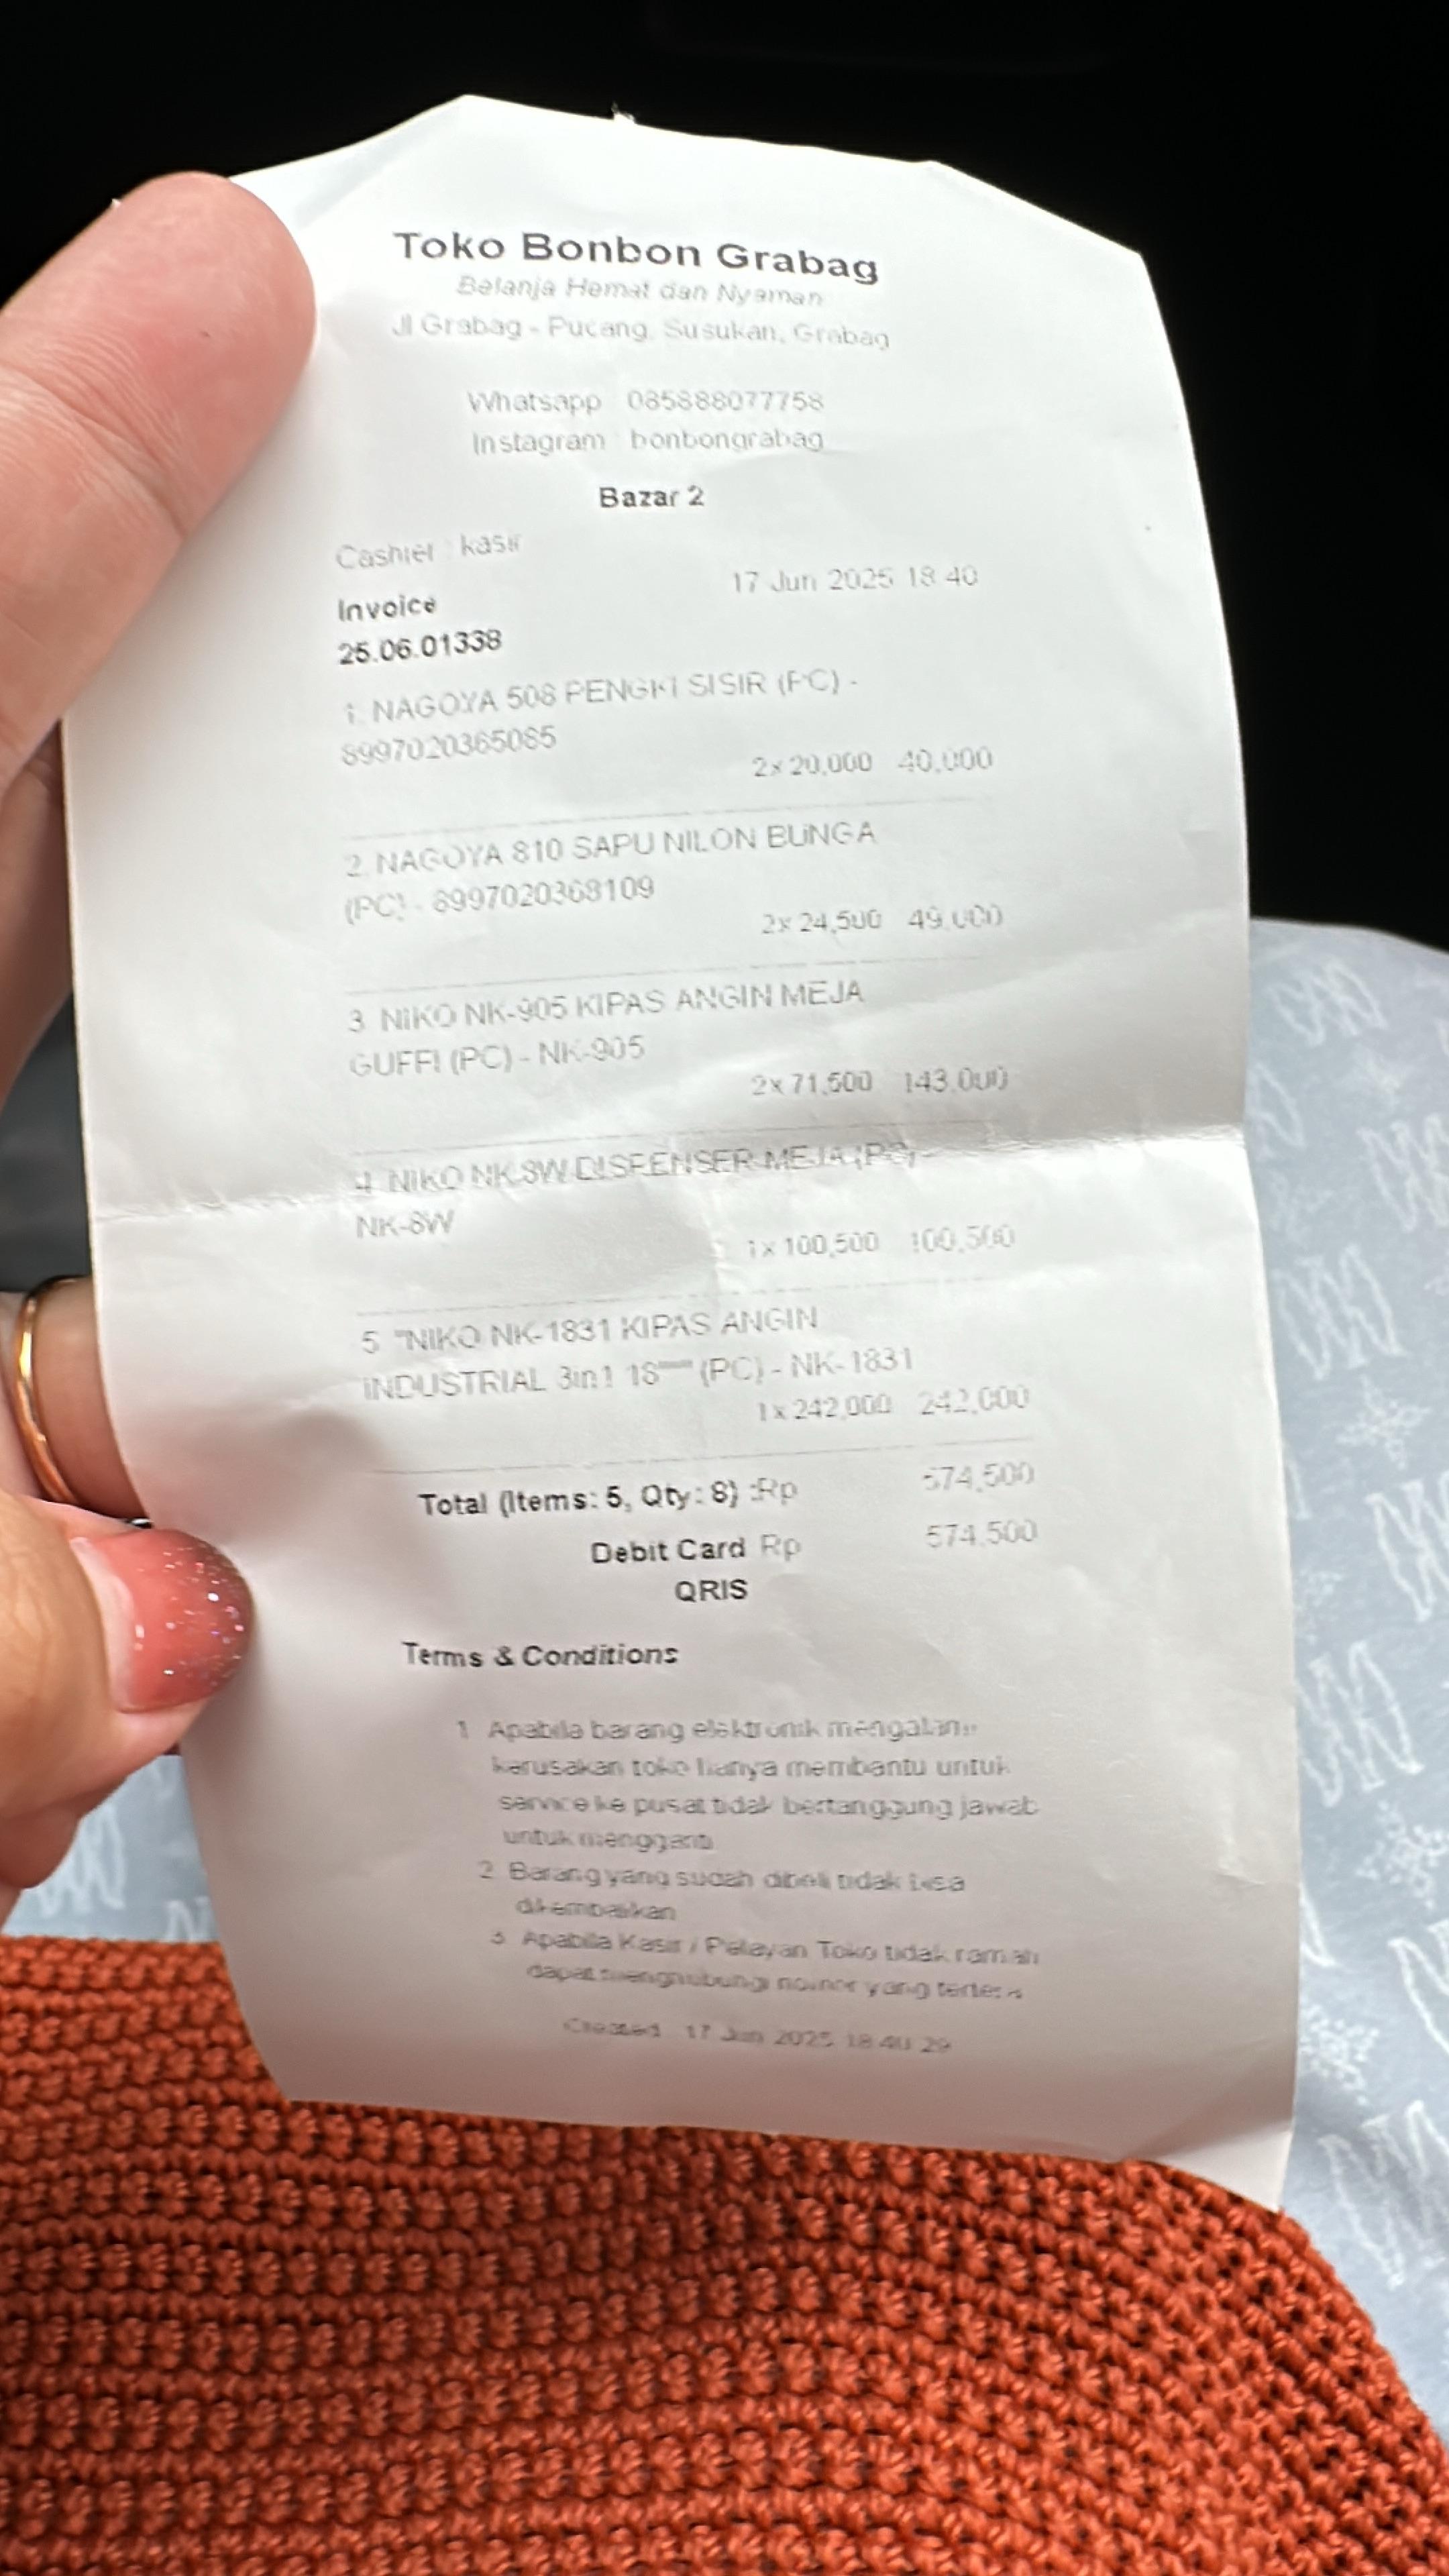 Toko Bonbon Grabag
Belanja Hemat dan Nyaman
Jl Grabag - Pucang, Susukan, Grabag
Whatsapp : 085888077758
Instagram : bonbongrabag
Bazar 2
Cashier : kasir
17 Jun 2025 18:40
Invoice
25.06.01338
1. NAGOYA 508 PENGKI SISIR (PC) -
8997020365085
2 x 20,000 40,000
2. NAGOYA 810 SAPU NILON BUNGA
(PC) - 8997020368109
2 x 24,500 49,000
3. NIKO NK-905 KIPAS ANGIN MEJA
GUFFI (PC) - NK-905
2 x 71,500 143,000
4. NIKO NK-8W DISPENSER MEJA (PC) -
NK-8W
1 x 100,500 100,500
5. "NIKO NK-1831 KIPAS ANGIN
INDUSTRIAL 3in1 18"""" (PC) - NK-1831
1 x 242,000 242,000
Total (Items: 5, Qty: 8) :Rp 574,500
Debit Card Rp 574,500
QRIS
Terms & Conditions
1. Apabila barang elektronik mengalami
kerusakan toko hanya membantu untuk
service ke pusat tidak bertanggung jawab
untuk mengganti
2. Barang yang sudah dibeli tidak bisa
dikembalikan
3. Apabila Kasir / Pelayan Toko tidak ramah
dapat menghubungi nomor yang tertera
Created : 17 Jun 2025 18:40:29